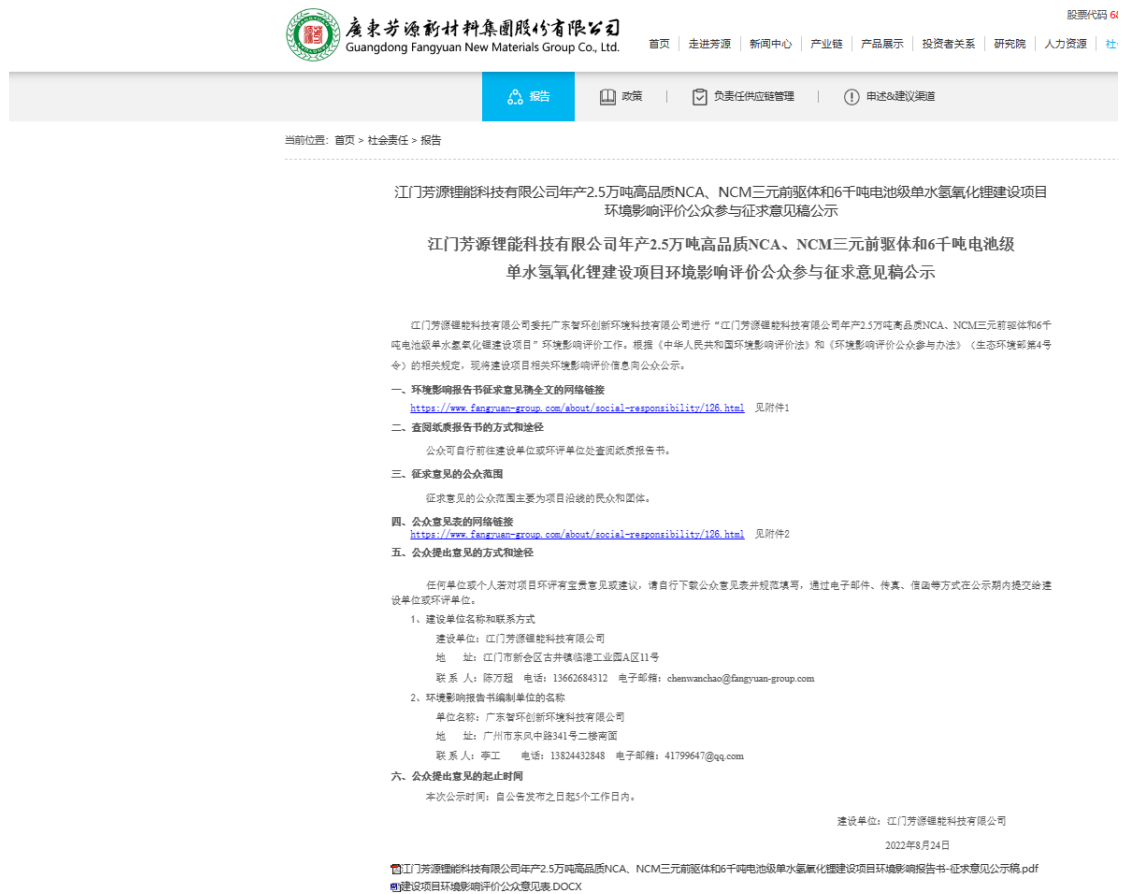 股票代码 68
廣東芳源新材料集團股份有限公司
Guangdong Fangyuan New Materials Group Co., Ltd.
首页 走进芳源 新闻中心 产业链 产品展示 投资者关系 研究院 人力资源 社
报告 政策 负责任供应链管理 申述&建议渠道
当前位置：首页 > 社会责任 > 报告
江门芳源锂能科技有限公司年产2.5万吨高品质NCA、NCM三元前驱体和6千吨电池级单水氢氧化锂建设项目
环境影响评价公众参与征求意见稿公示
江门芳源锂能科技有限公司年产2.5万吨高品质NCA、NCM三元前驱体和6千吨电池级
单水氢氧化锂建设项目环境影响评价公众参与征求意见稿公示
江门芳源锂能科技有限公司委托广东智环创新环境科技有限公司进行“江门芳源锂能科技有限公司年产2.5万吨高品质NCA、NCM三元前驱体和6千
吨电池级单水氢氧化锂建设项目”环境影响评价工作。根据《中华人民共和国环境影响评价法》和《环境影响评价公众参与办法》（生态环境部第4号
令）的相关规定，现将建设项目相关环境影响评价信息向公众公示。
一、环境影响报告书征求意见稿全文的网络链接
https://www.fangyuan-group.com/about/social-responsibility/126.html 见附件1
二、查阅纸质报告书的方式和途径
公众可自行前往建设单位或环评单位处查阅纸质报告书。
三、征求意见的公众范围
征求意见的公众范围主要为项目沿线的民众和团体。
四、公众意见表的网络链接
https://www.fangyuan-group.com/about/social-responsibility/126.html 见附件2
五、公众提出意见的方式和途径
任何单位或个人若对项目环评有宝贵意见或建议，请自行下载公众意见表并规范填写，通过电子邮件、传真、信函等方式在公示期内提交给建
设单位或环评单位。
1、建设单位名称和联系方式
建设单位：江门芳源锂能科技有限公司
地 址：江门市新会区古井镇临港工业园A区11号
联 系 人：陈万超 电话：13662684312 电子邮箱：chenwanchao@fangyuan-group.com
2、环境影响报告书编制单位的名称
单位名称：广东智环创新环境科技有限公司
地 址：广州市东风中路341号二楼南面
联 系 人：李工 电话：13824432848 电子邮箱：41799647@qq.com
六、公众提出意见的起止时间
本次公示时间：自公告发布之日起5个工作日内。
建设单位：江门芳源锂能科技有限公司
2022年8月24日
江门芳源锂能科技有限公司年产2.5万吨高品质NCA、NCM三元前驱体和6千吨电池级单水氢氧化锂建设项目环境影响报告书-征求意见公示稿.pdf
建设项目环境影响评价公众意见表.DOCX